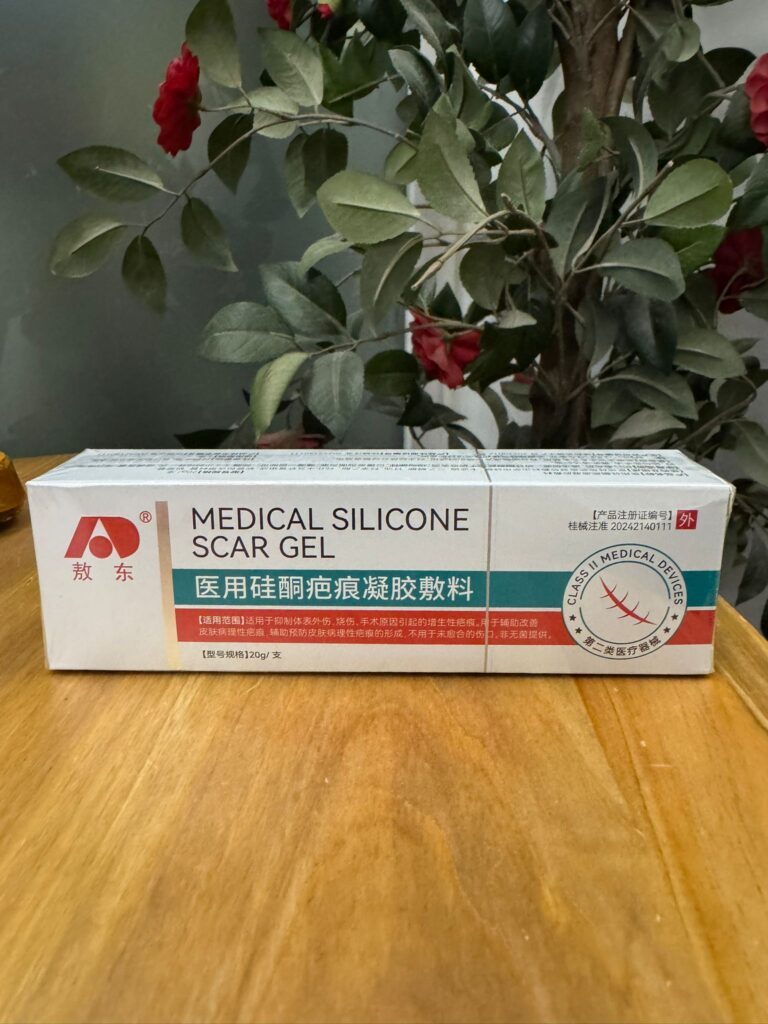 ®
敖东
MEDICAL SILICONE
SCAR GEL
医用硅酮疤痕凝胶敷料
【适用范围】适用于抑制体表外伤、烧伤、手术原因引起的增生性疤痕。用于辅助改善
皮肤病理性疤痕,辅助预防皮肤病理性疤痕的形成,不用于未愈合的伤口,非无菌提供。
【型号规格】20g/ 支
【产品注册证编号】
桂械注准 20242140111
外
CLASS II MEDICAL DEVICES
第二类医疗器械